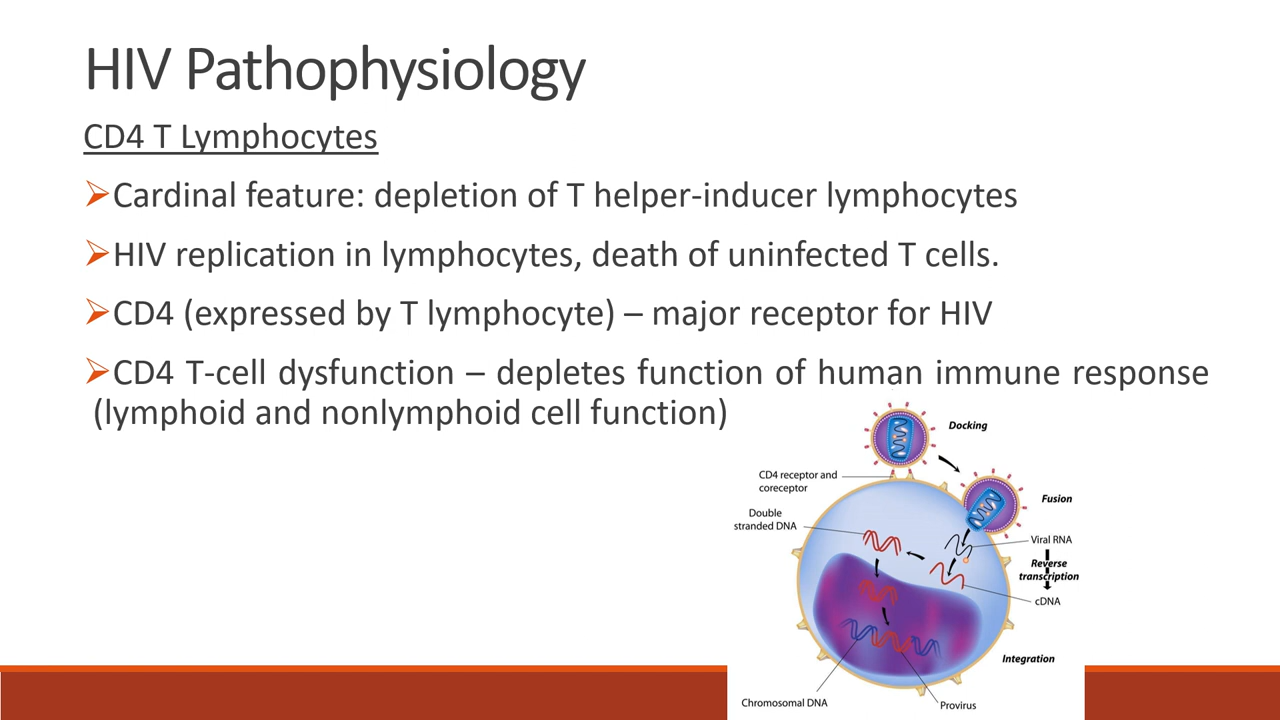 HIV Pathophysiology
CD4 T Lymphocytes
➢Cardinal feature: depletion of T helper-inducer lymphocytes
➢HIV replication in lymphocytes, death of uninfected T cells.
➢CD4 (expressed by T lymphocyte) – major receptor for HIV
➢CD4 T-cell dysfunction – depletes function of human immune response
(lymphoid and nonlymphoid cell function)
Docking
CD4 receptor and
coreceptor
Fusion
Double
stranded DNA
Viral RNA
Reverse
transcription
cDNA
Integration
Chromosomal DNA
Provirus